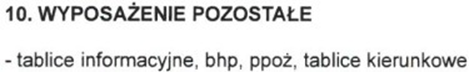 10. WYPOSAŻENIE POZOSTAŁE
- tablice informacyjne, bhp, ppoż, tablice kierunkowe